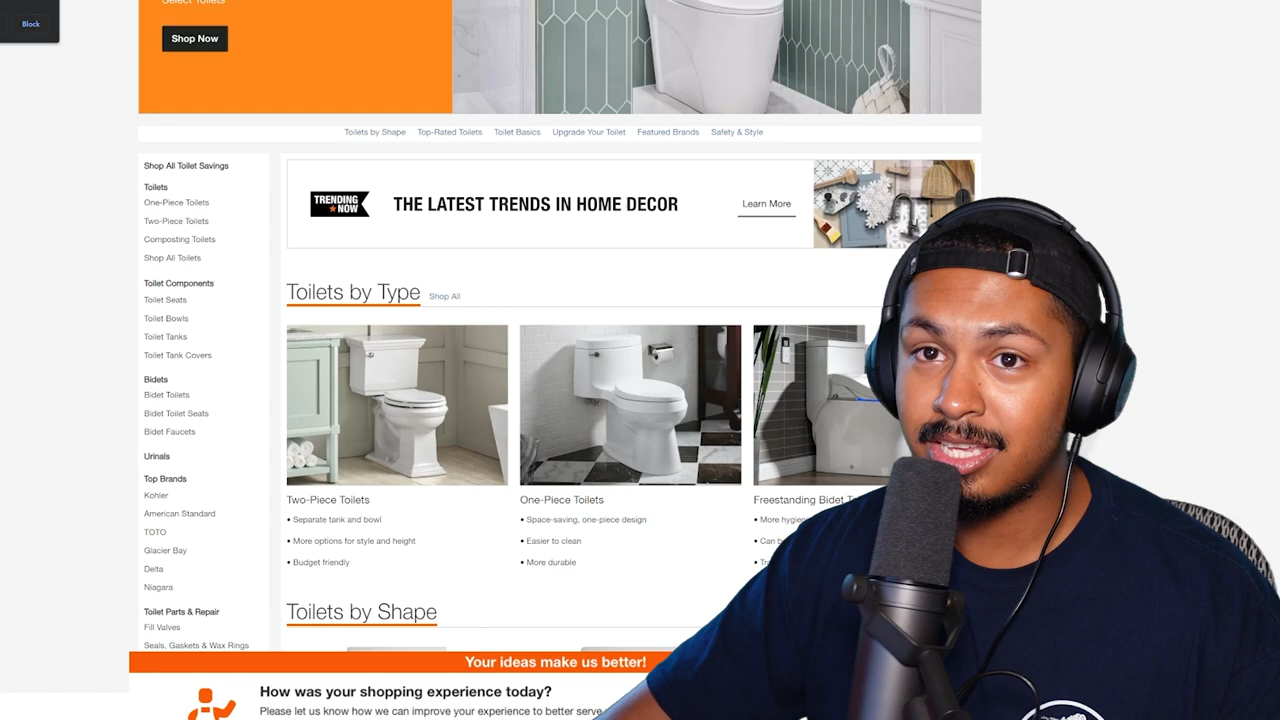 Block
Select Toilets
Shop Now
Toilets by Shape
Top-Rated Toilets
Toilet Basics
Upgrade Your Toilet
Featured Brands
Safety & Style
Shop All Toilet Savings
Toilets
One-Piece Toilets
Two-Piece Toilets
Composting Toilets
Shop All Toilets
Toilet Components
Toilet Seats
Toilet Bowls
Toilet Tanks
Toilet Tank Covers
Bidets
Bidet Toilets
Bidet Toilet Seats
Bidet Faucets
Urinals
Top Brands
Kohler
American Standard
TOTO
Glacier Bay
Delta
Niagara
Toilet Parts & Repair
Fill Valves
Seals, Gaskets & Wax Rings
TRENDING
NOW
THE LATEST TRENDS IN HOME DECOR
Learn More
Toilets by Type
Shop All
Two-Piece Toilets
• Separate tank and bowl
• More options for style and height
• Budget friendly
One-Piece Toilets
• Space-saving, one-piece design
• Easier to clean
• More durable
Freestanding Bidet
• More
• Can
Toilets by Shape
Your ideas make us better!
How was your shopping experience today?
Please let us know how we can improve your experience to better serve